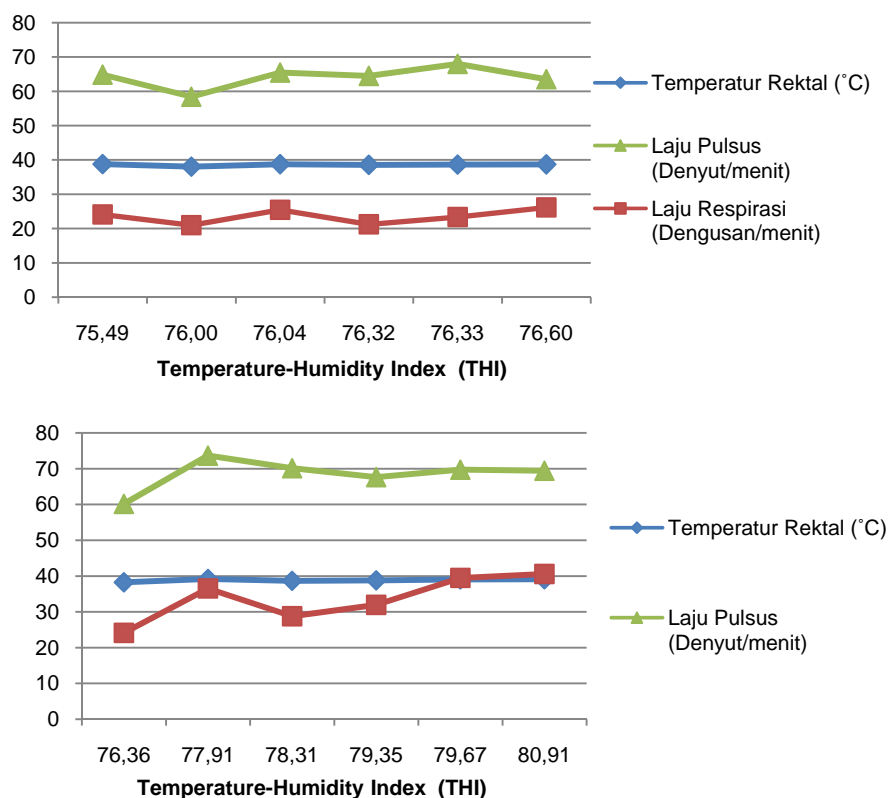 80
70
60
50
40
30
20
10
0
75,49 76,00 76,04 76,32 76,33 76,60
Temperature-Humidity Index (THI)
Temperatur Rektal (˚C)
Laju Pulsus
(Denyut/menit)
Laju Respirasi
(Dengusan/menit)
80
70
60
50
40
30
20
10
0
76,36 77,91 78,31 79,35 79,67 80,91
Temperature-Humidity Index (THI)
Temperatur Rektal (˚C)
Laju Pulsus
(Denyut/menit)